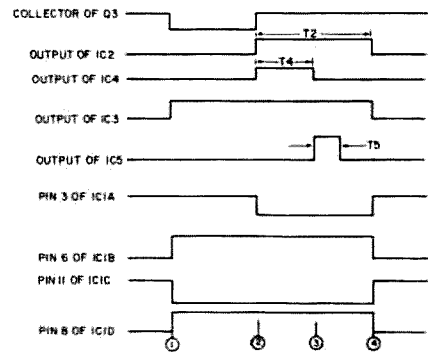 COLLECTOR OF Q3
T2
OUTPUT OF IC2
T4
OUTPUT OF IC4
OUTPUT OF IC3
OUTPUT OF IC5
T5
PIN 3 OF IC1A
PIN 6 OF IC1B
PIN 11 OF IC1C
PIN 8 OF IC1D
1 2 3 4